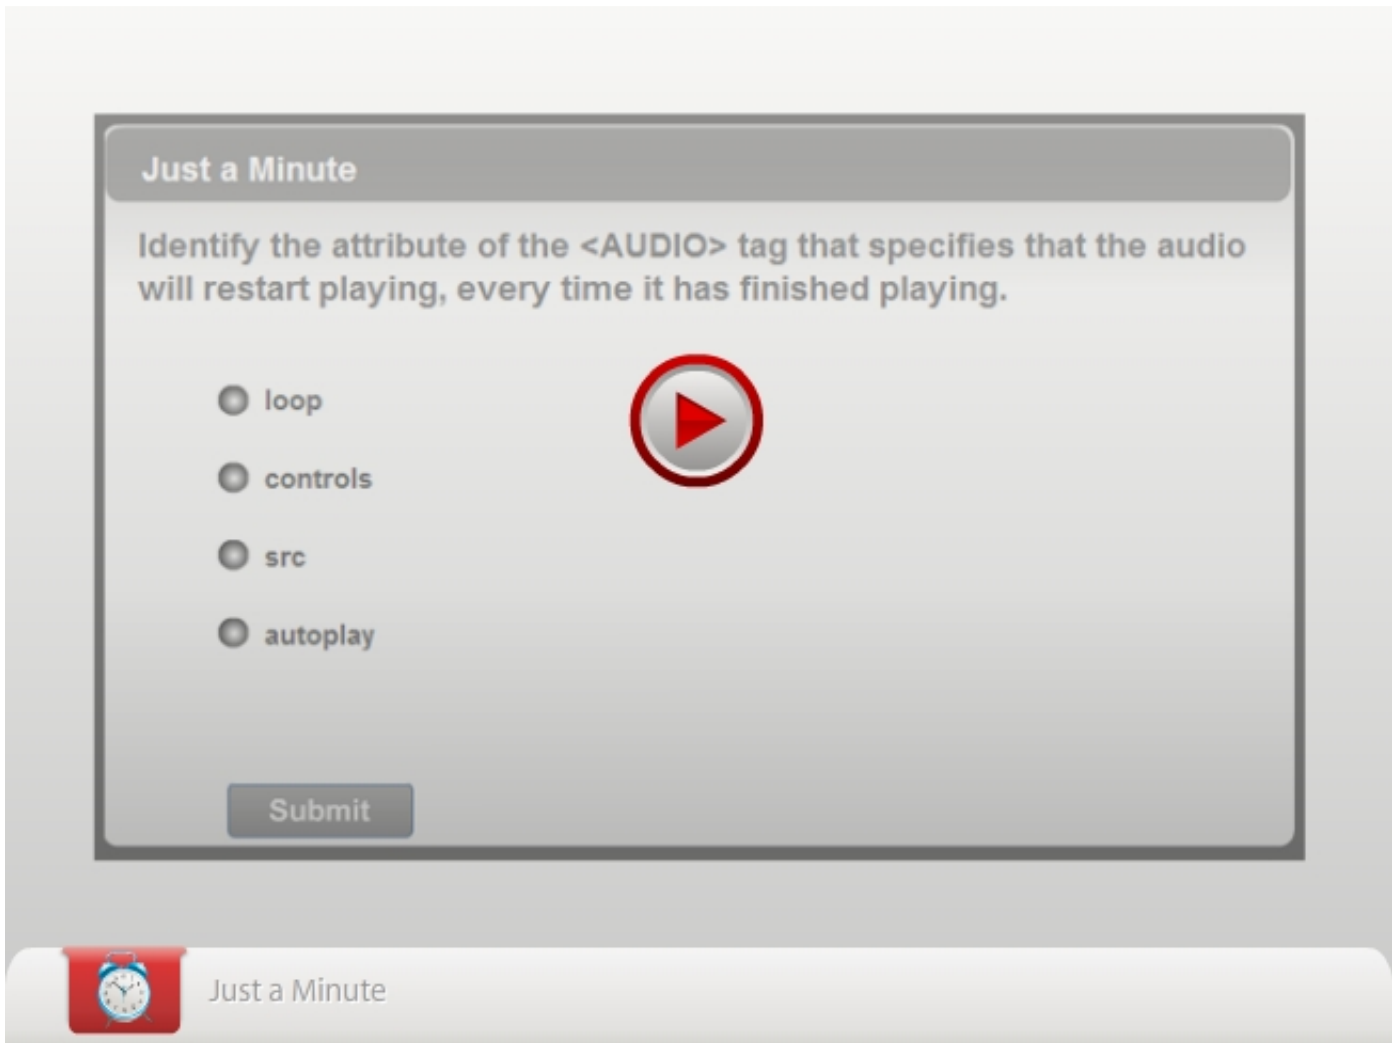 Just a Minute
Identify the attribute of the <AUDIO> tag that specifies that the audio
will restart playing, every time it has finished playing.
loop
controls
src
autoplay
Submit
Just a Minute